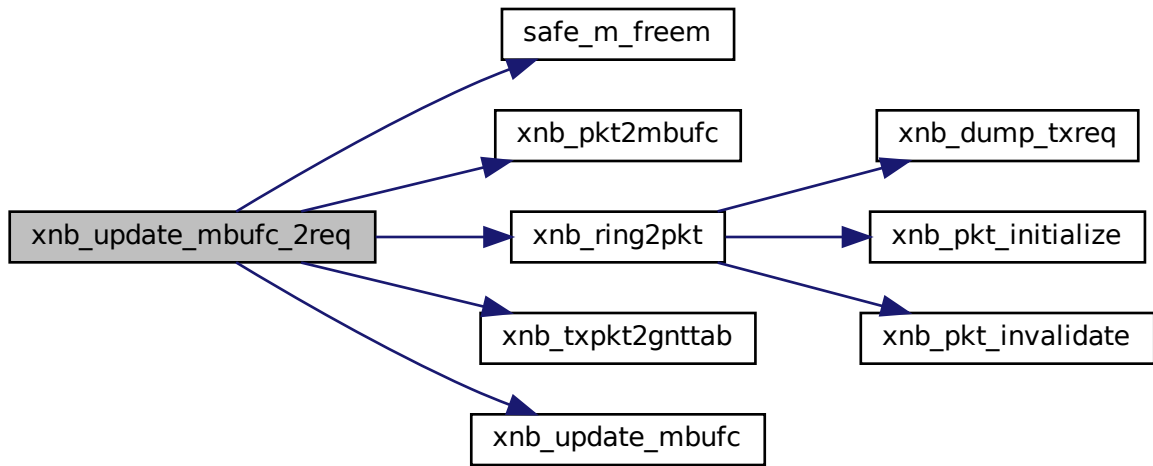 safe_m_freem
xnb_pkt2mbufc
xnb_dump_txreq
xnb_update_mbufc_2req
xnb_ring2pkt
xnb_pkt_initialize
xnb_txpkt2gnttab
xnb_pkt_invalidate
xnb_update_mbufc